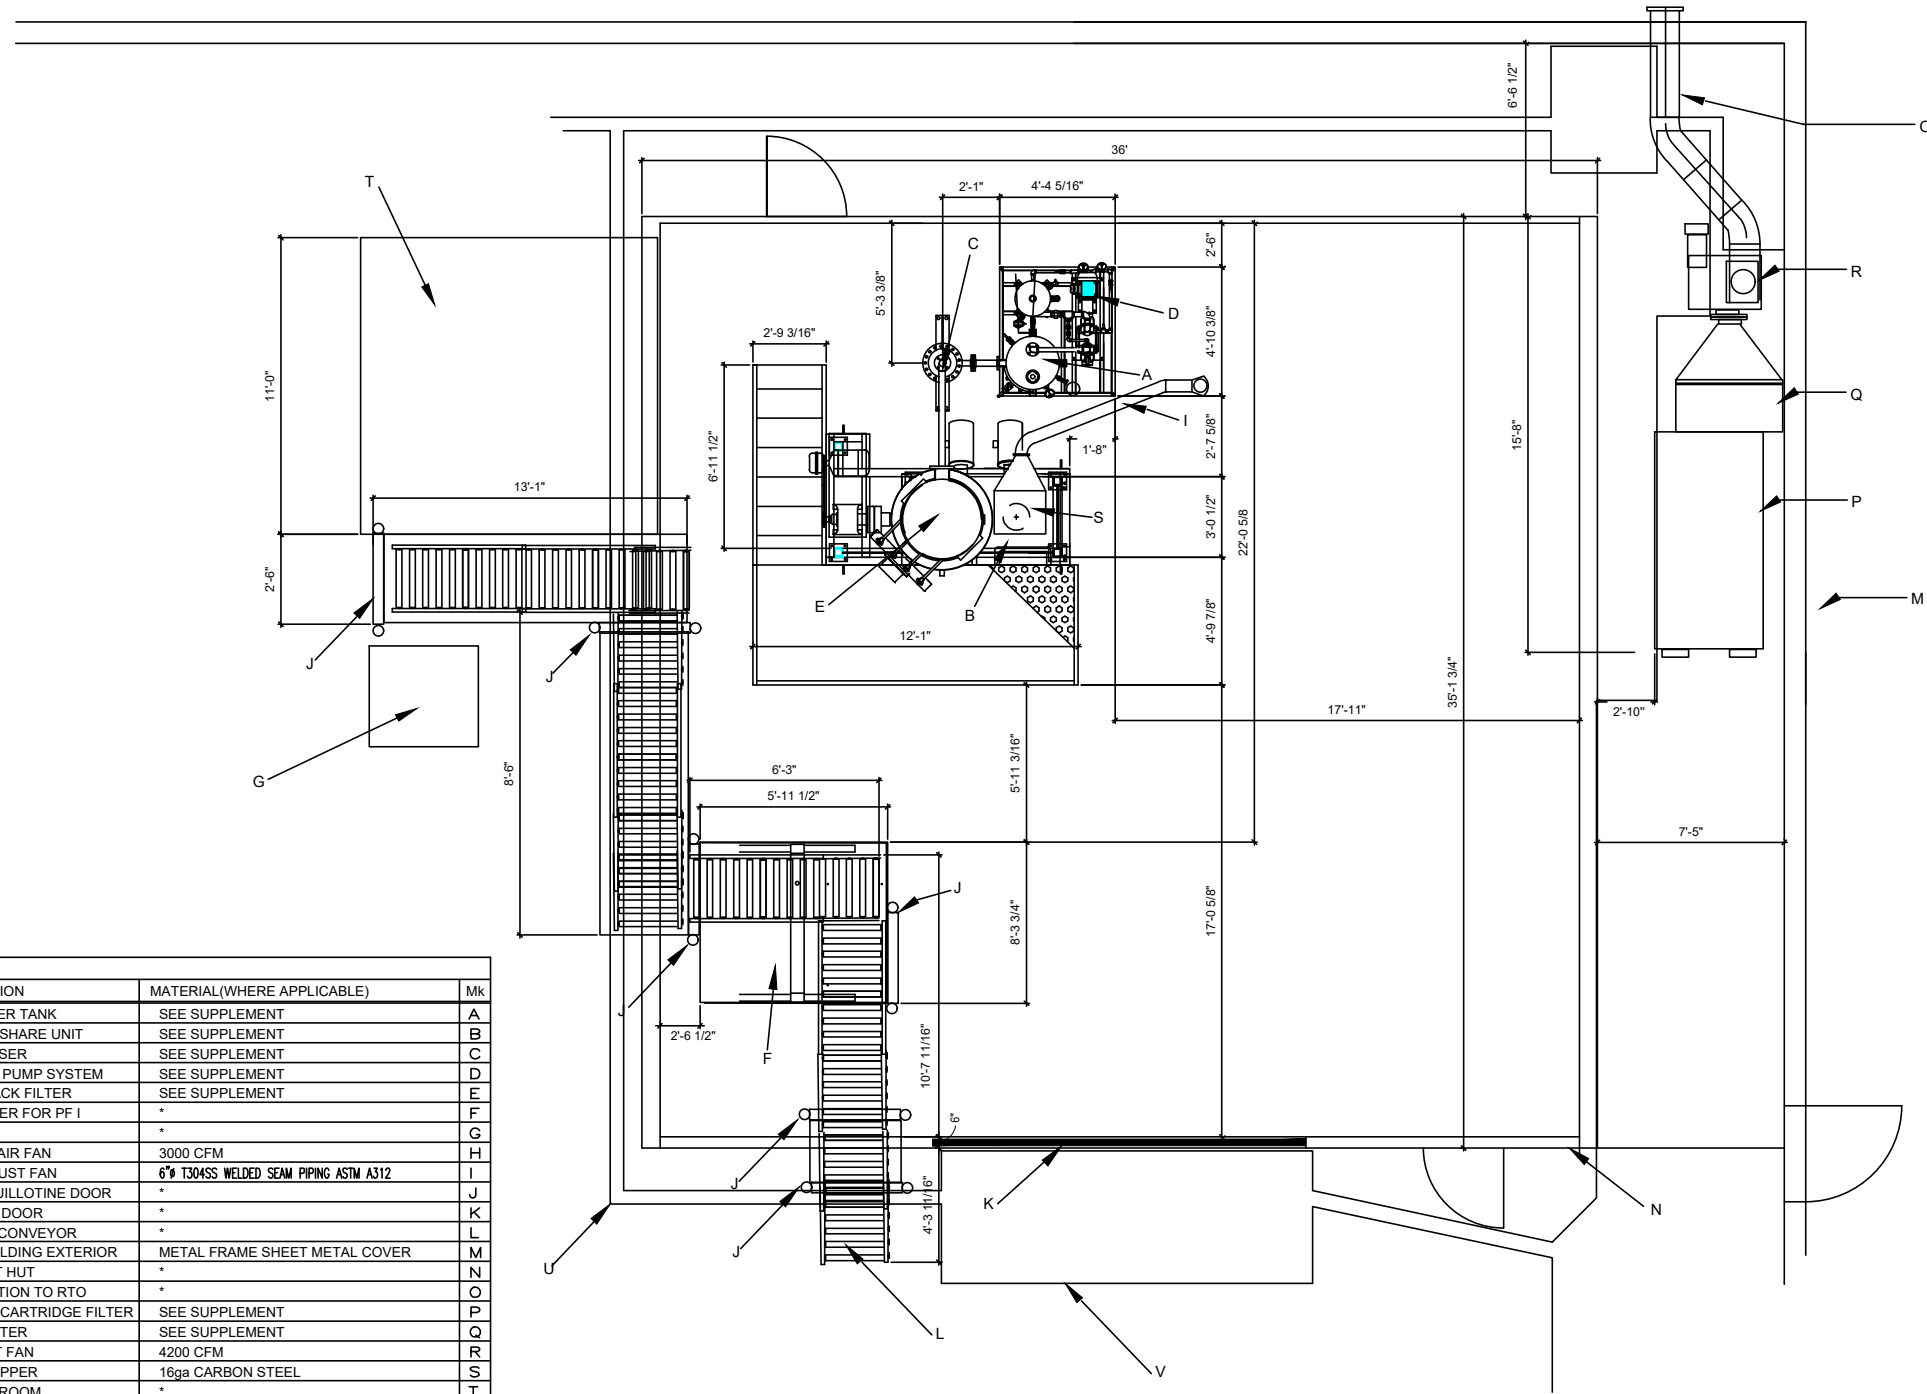 6'-6 1/2"
O
36'
T
2'-1"
4'-4 5/16"
C
2'-6"
5'-3 3/8"
R
D
4'-10 3/8"
2'-9 3/16"
A
Q
11'-0"
I
15'-8"
2'-7 5/8"
1'-8"
6'-11 1/2"
13'-1"
P
S
3'-0 1/2"
22'-0 5/8
2'-6"
E
B
M
4'-9 7/8"
12'-1"
J
J
35'-1 3/4"
17'-11"
2'-10"
G
8'-6"
6'-3"
5'-11 3/16"
5'-11 1/2"
7'-5"
J
17'-0 5/8"
8'-3 3/4"
J
2'-6 1/2"
F
10'-7 11/16"
6"
J
K
N
4'-3 11/16"
J
U
L
V
ION MATERIAL(WHERE APPLICABLE) Mk
ER TANK SEE SUPPLEMENT A
SHARE UNIT SEE SUPPLEMENT B
SER SEE SUPPLEMENT C
PUMP SYSTEM SEE SUPPLEMENT D
ACK FILTER SEE SUPPLEMENT E
ER FOR PF I * F
* G
AIR FAN 3000 CFM H
UST FAN 6"ø T304SS WELDED SEAM PIPING ASTM A312 I
UILLOTINE DOOR * J
DOOR * K
CONVEYOR * L
LDING EXTERIOR METAL FRAME SHEET METAL COVER M
T HUT * N
TION TO RTO * O
CARTRIDGE FILTER SEE SUPPLEMENT P
TER SEE SUPPLEMENT Q
T FAN 4200 CFM R
PPER 16ga CARBON STEEL S
ROOM * T